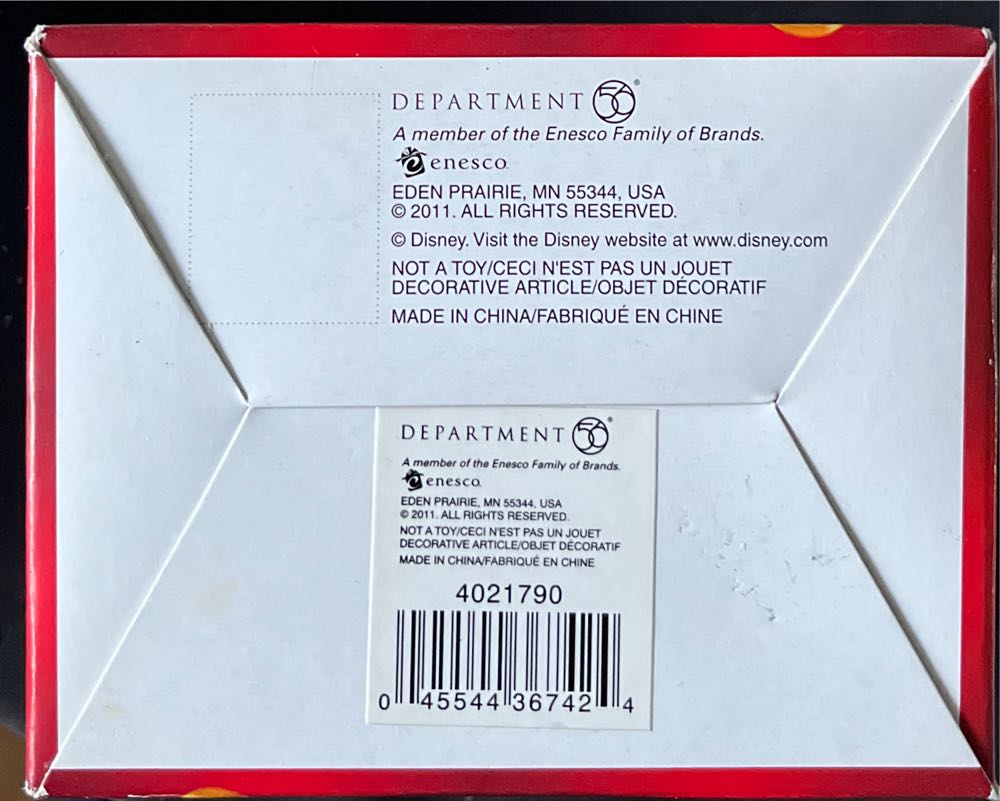 DEPARTMENT 56®
A member of the Enesco Family of Brands.
enesco.
EDEN PRAIRIE, MN 55344, USA
© 2011. ALL RIGHTS RESERVED.
© Disney. Visit the Disney website at www.disney.com
NOT A TOY/CECI N'EST PAS UN JOUET
DECORATIVE ARTICLE/OBJET DÉCORATIF
MADE IN CHINA/FABRIQUÉ EN CHINE
DEPARTMENT 56®
A member of the Enesco Family of Brands.
enesco.
EDEN PRAIRIE, MN 55344, USA
© 2011. ALL RIGHTS RESERVED.
NOT A TOY/CECI N'EST PAS UN JOUET
DECORATIVE ARTICLE/OBJET DÉCORATIF
MADE IN CHINA/FABRIQUÉ EN CHINE
4021790
0 45544 36742 4